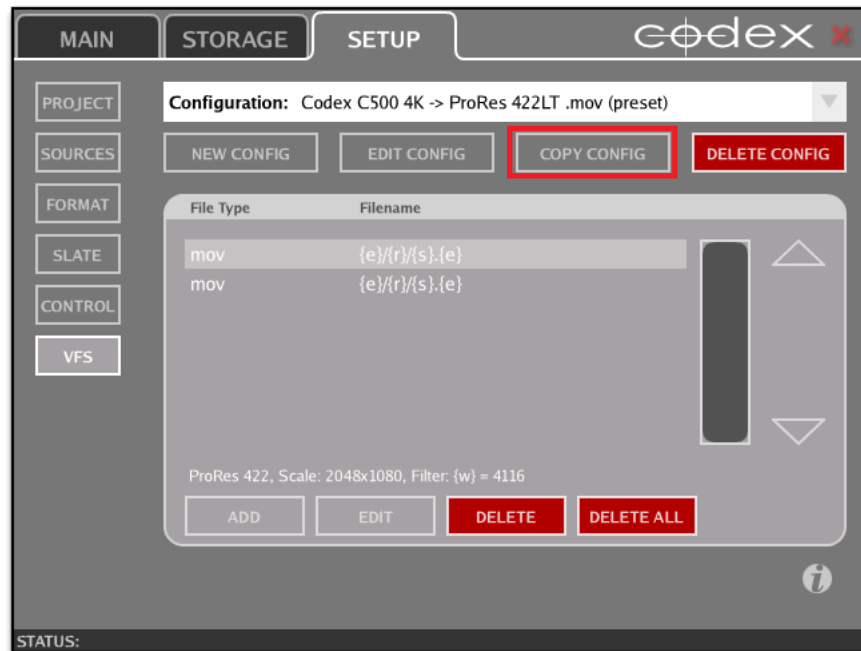 MAIN STORAGE SETUP codex
PROJECT
Configuration: Codex C500 4K -> ProRes 422LT .mov (preset)
SOURCES
NEW CONFIG EDIT CONFIG COPY CONFIG DELETE CONFIG
FORMAT
File Type Filename
SLATE
mov {e}/{r}/{s}.{e}
mov {e}/{r}/{s}.{e}
CONTROL
VFS
ProRes 422, Scale: 2048x1080, Filter: {w} = 4116
ADD EDIT DELETE DELETE ALL
i
STATUS: